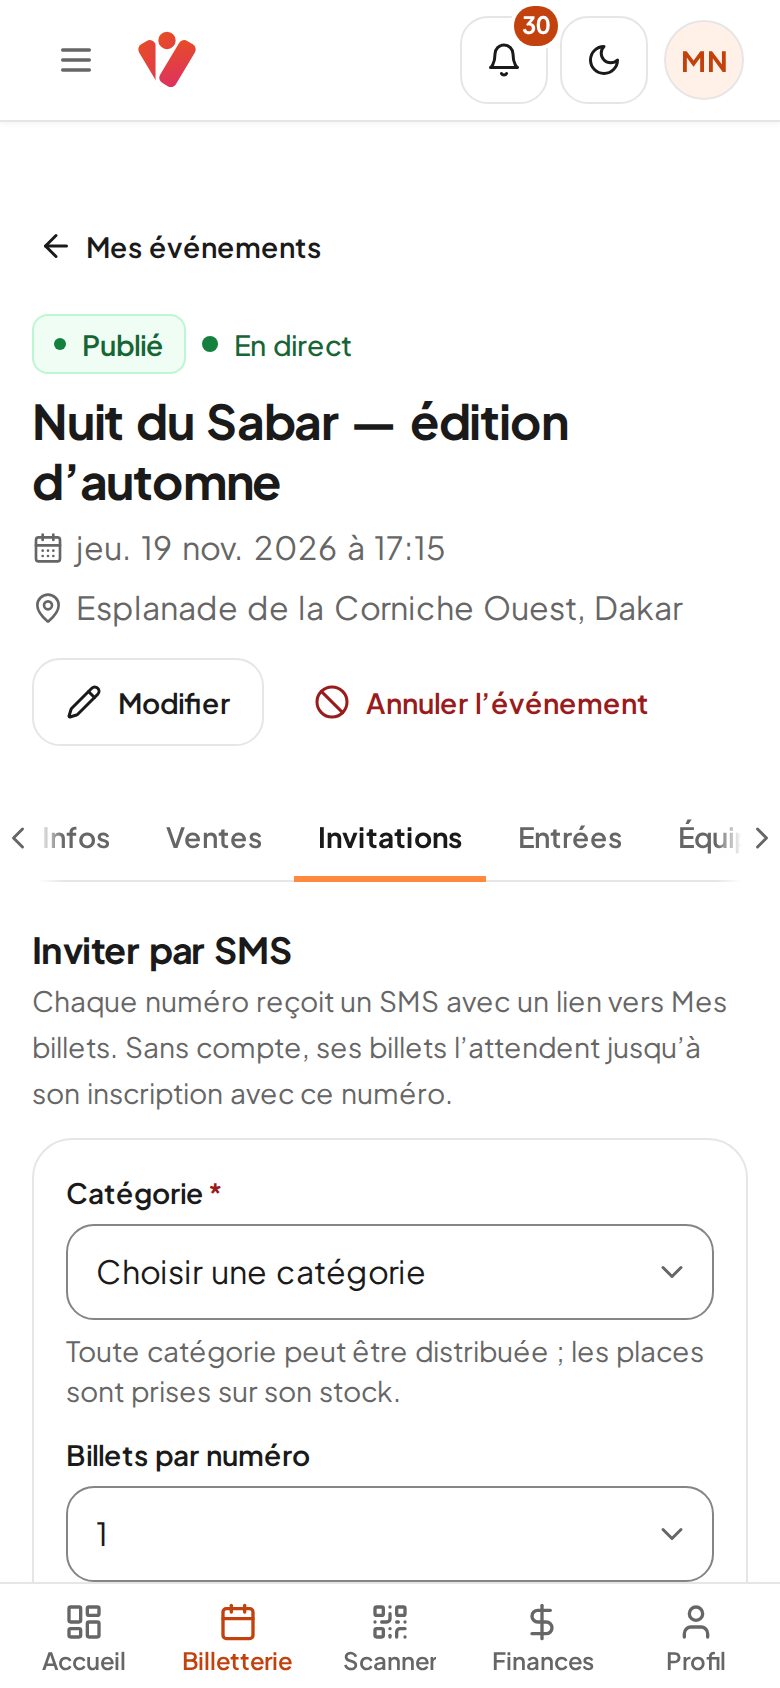 30
MN
Mes événements
Publié
En direct
Nuit du Sabar — édition
d’automne
jeu. 19 nov. 2026 à 17:15
Esplanade de la Corniche Ouest, Dakar
Modifier
Annuler l’événement
Infos
Ventes
Invitations
Entrées
Équip
Inviter par SMS
Chaque numéro reçoit un SMS avec un lien vers Mes
billets. Sans compte, ses billets l’attendent jusqu’à
son inscription avec ce numéro.
Catégorie *
Choisir une catégorie
Toute catégorie peut être distribuée ; les places
sont prises sur son stock.
Billets par numéro
1
Accueil
Billetterie
Scanner
Finances
Profil